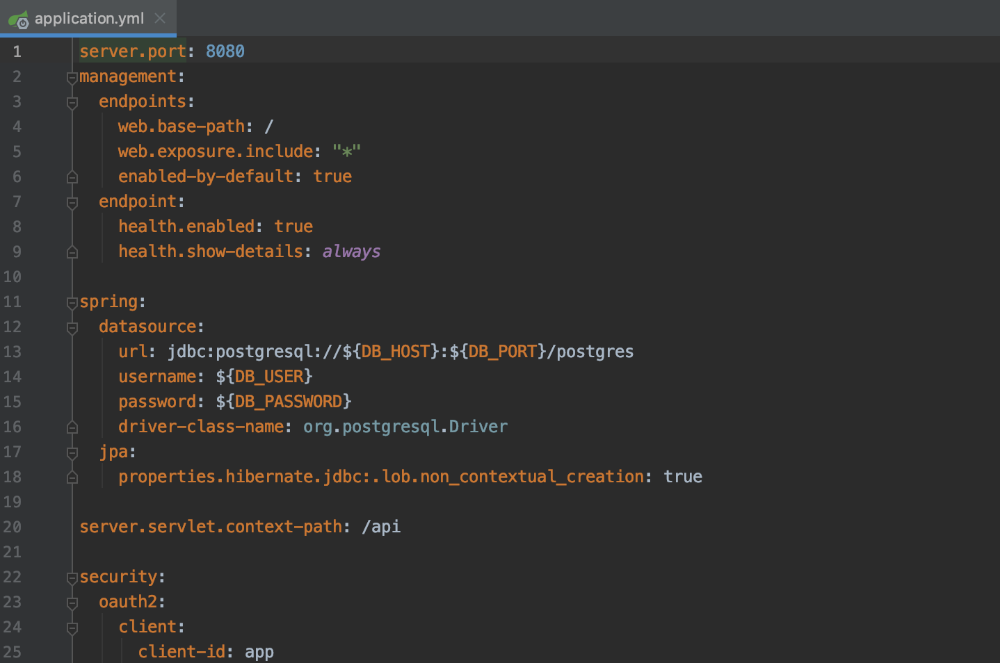 application.yml
1 server.port: 8080
2 management:
3   endpoints:
4     web.base-path: /
5     web.exposure.include: "*"
6     enabled-by-default: true
7   endpoint:
8     health.enabled: true
9     health.show-details: always
10
11 spring:
12   datasource:
13     url: jdbc:postgresql://${DB_HOST}:${DB_PORT}/postgres
14     username: ${DB_USER}
15     password: ${DB_PASSWORD}
16     driver-class-name: org.postgresql.Driver
17   jpa:
18     properties.hibernate.jdbc:.lob.non_contextual_creation: true
19
20 server.servlet.context-path: /api
21
22 security:
23   oauth2:
24     client:
25       client-id: app